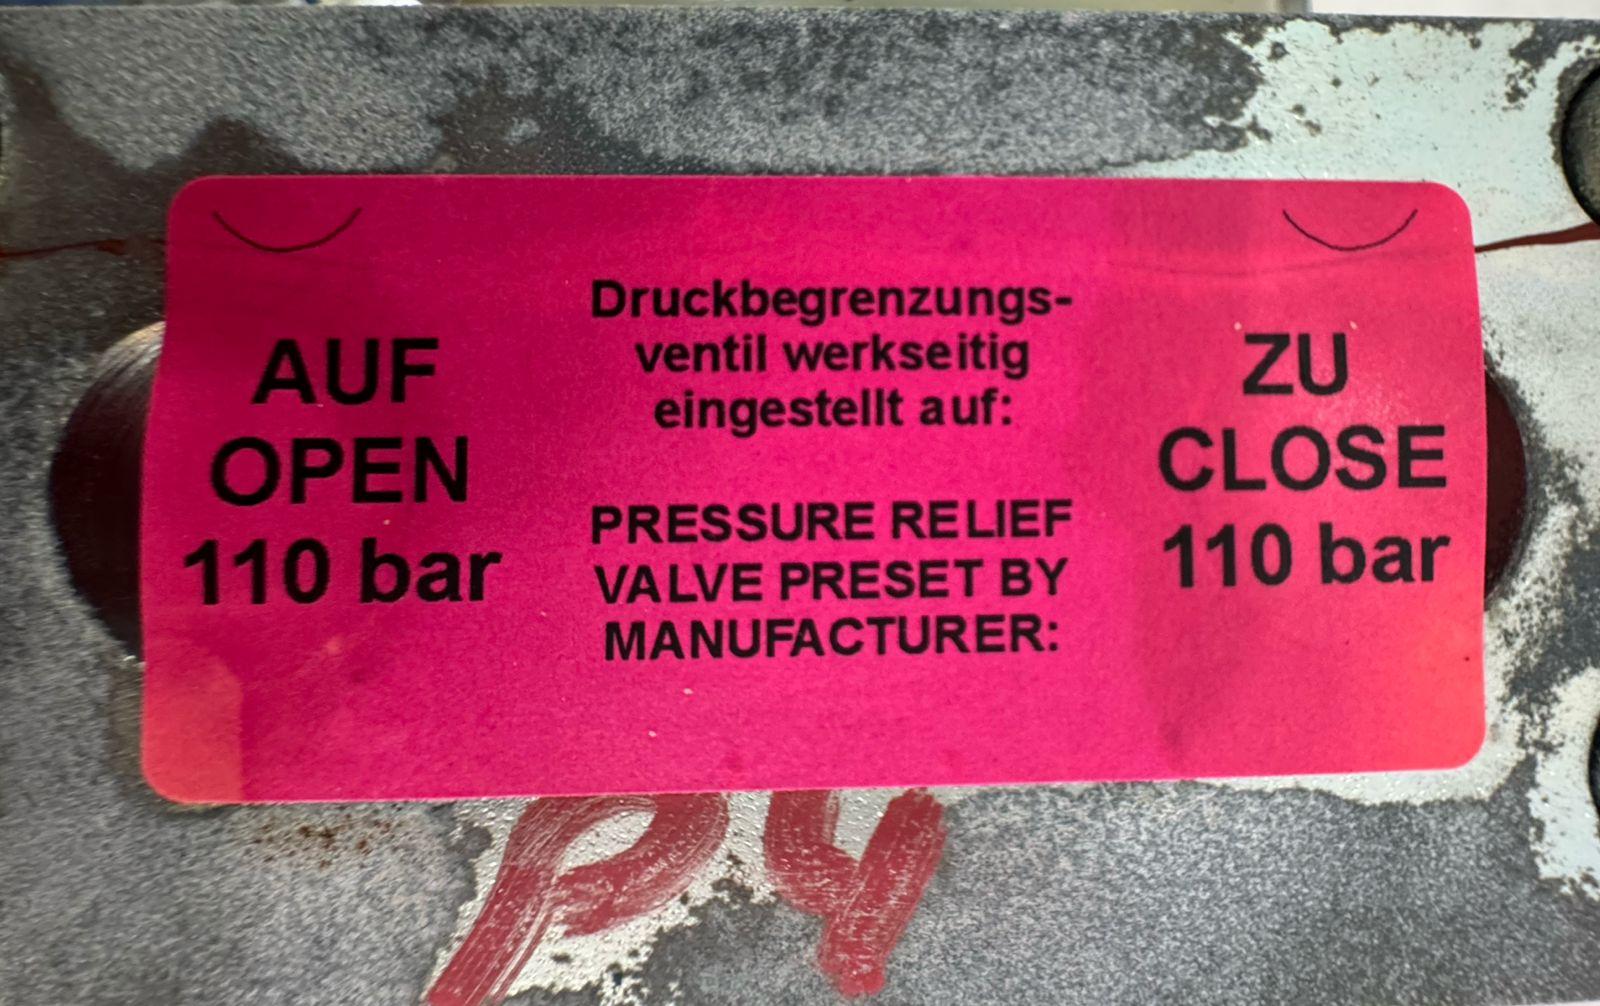 AUF
OPEN
110 bar
Druckbegrenzungs-
ventil werkseitig
eingestellt auf:
PRESSURE RELIEF
VALVE PRESET BY
MANUFACTURER:
ZU
CLOSE
110 bar